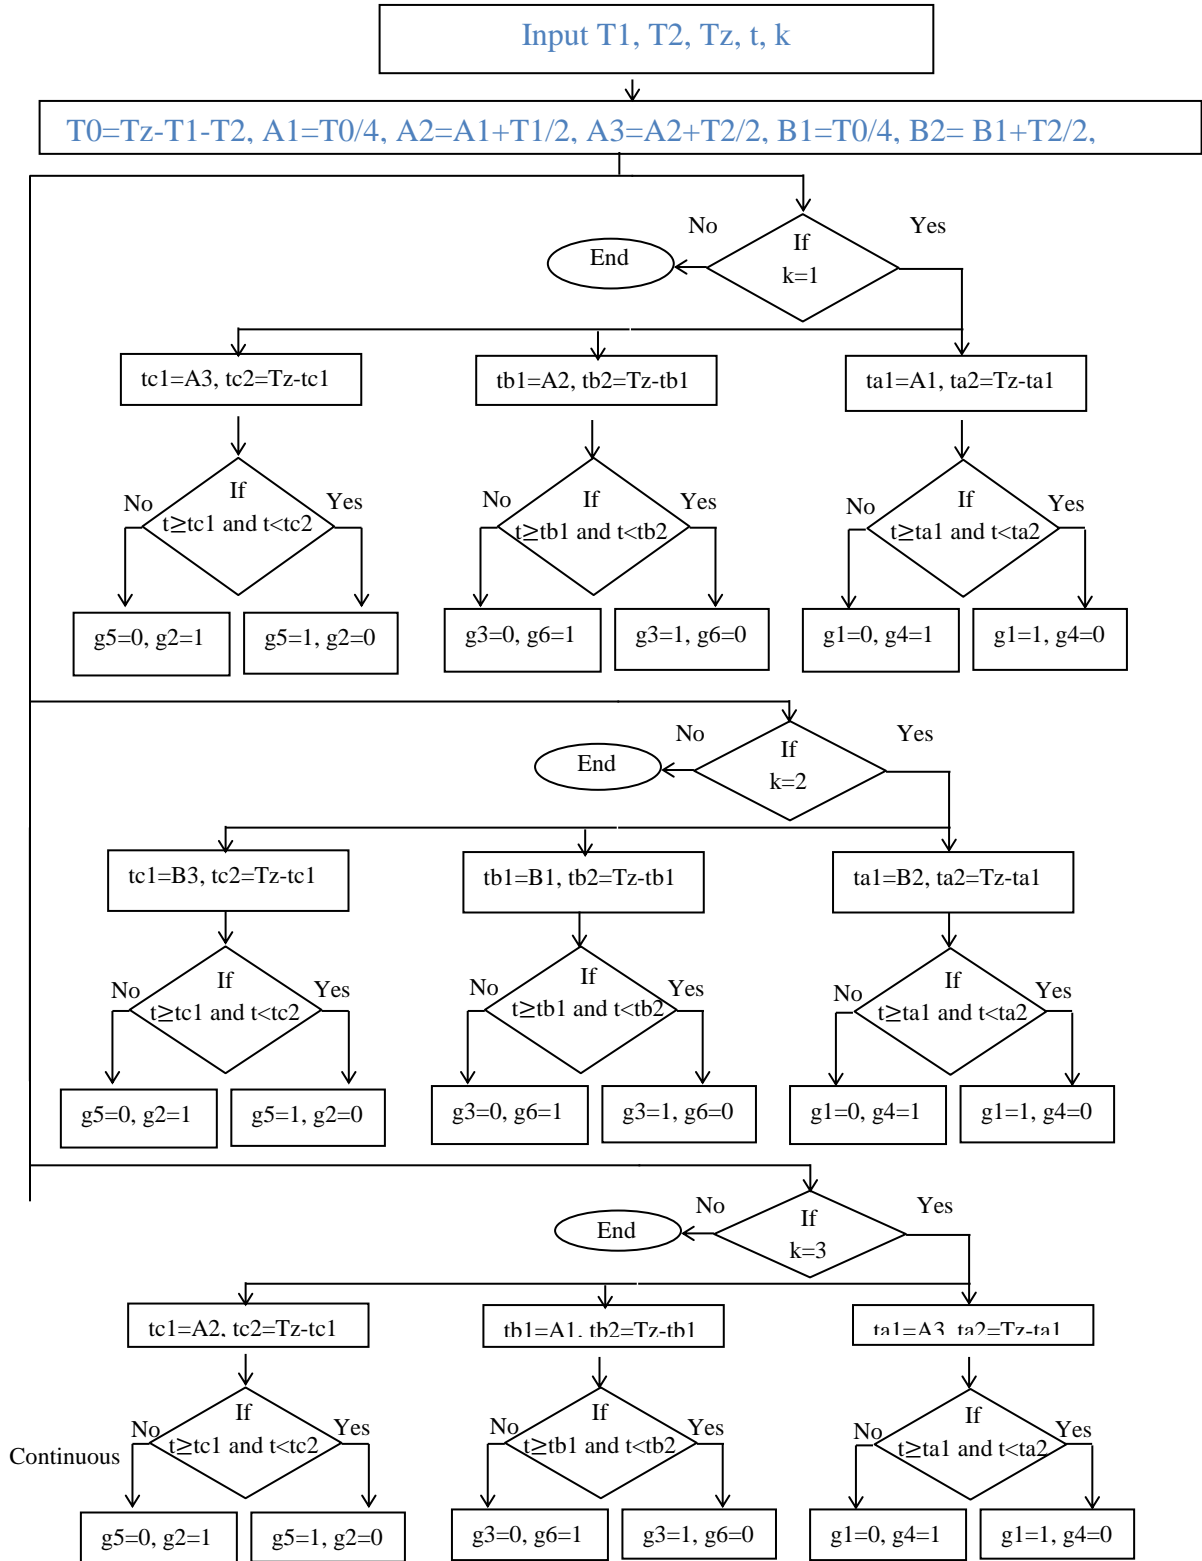 Input T1, T2, Tz, t, k
T0=Tz-T1-T2, A1=T0/4, A2=A1+T1/2, A3=A2+T2/2, B1=T0/4, B2= B1+T2/2,
No
If
k=1
Yes
End
tc1=A3, tc2=Tz-tc1
tb1=A2, tb2=Tz-tb1
ta1=A1, ta2=Tz-ta1
No
If
t≥tc1 and t<tc2
Yes
No
If
t≥tb1 and t<tb2
Yes
No
If
t≥ta1 and t<ta2
Yes
g5=0, g2=1
g5=1, g2=0
g3=0, g6=1
g3=1, g6=0
g1=0, g4=1
g1=1, g4=0
No
If
k=2
Yes
End
tc1=B3, tc2=Tz-tc1
tb1=B1, tb2=Tz-tb1
ta1=B2, ta2=Tz-ta1
No
If
t≥tc1 and t<tc2
Yes
No
If
t≥tb1 and t<tb2
Yes
No
If
t≥ta1 and t<ta2
Yes
g5=0, g2=1
g5=1, g2=0
g3=0, g6=1
g3=1, g6=0
g1=0, g4=1
g1=1, g4=0
No
If
k=3
Yes
End
tc1=A2, tc2=Tz-tc1
tb1=A1, tb2=Tz-tb1
ta1=A3, ta2=Tz-ta1
No
If
t≥tc1 and t<tc2
Yes
No
If
t≥tb1 and t<tb2
Yes
No
If
t≥ta1 and t<ta2
Yes
Continuous
g5=0, g2=1
g5=1, g2=0
g3=0, g6=1
g3=1, g6=0
g1=0, g4=1
g1=1, g4=0